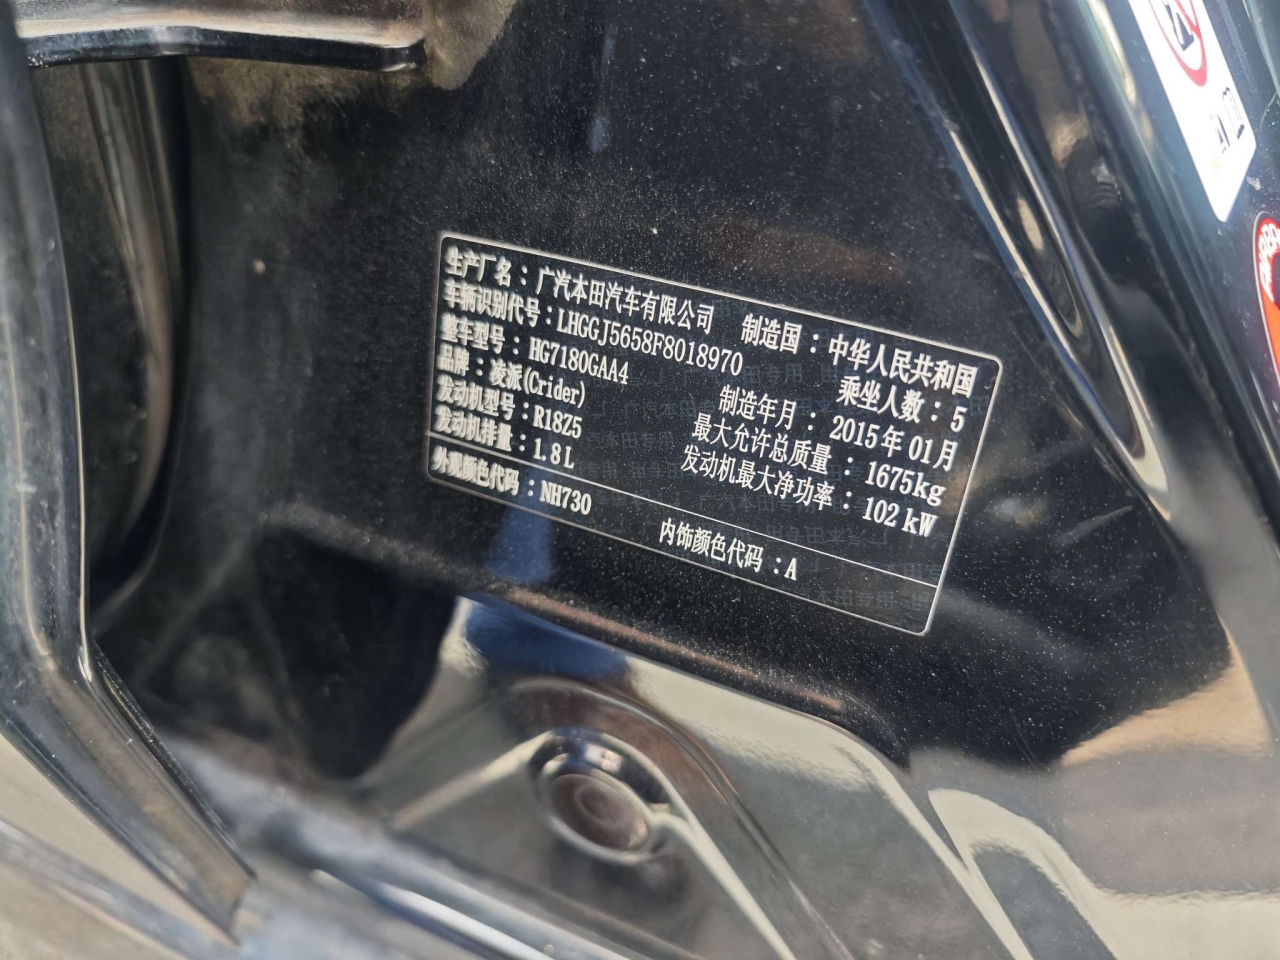 生产厂名：广汽本田汽车有限公司 制造国：中华人民共和国
车辆识别代号：LHGGJ5658F8018970 乘坐人数：5
整车型号：HG7180GAA4 制造年月：2015年01月
品牌：凌派(Crider) 最大允许总质量：1675kg
发动机型号：R18Z5 发动机最大净功率：102kW
发动机排量：1.8L
外观颜色代码：NH730 内饰颜色代码：A